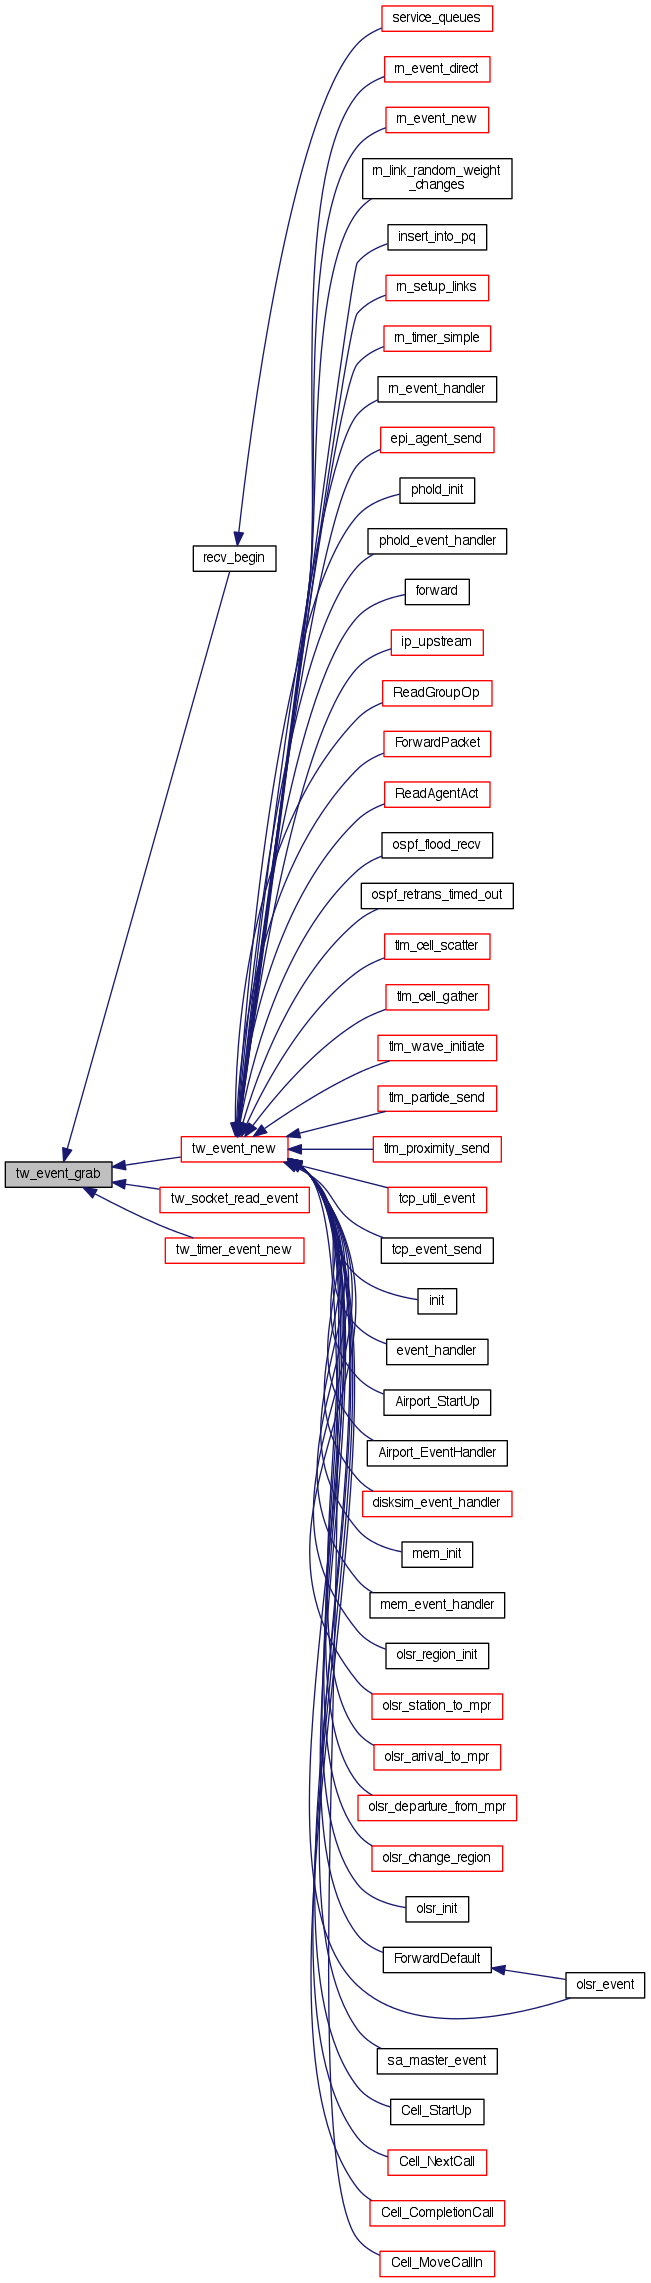 service_queues
rn_event_direct
rn_event_new
rn_link_random_weight
_changes
insert_into_pq
rn_setup_links
rn_timer_simple
rn_event_handler
epi_agent_send
phold_init
phold_event_handler
recv_begin
forward
ip_upstream
ReadGroupOp
ForwardPacket
ReadAgentAct
ospf_flood_recv
ospf_retrans_timed_out
tlm_cell_scatter
tlm_cell_gather
tlm_wave_initiate
tlm_particle_send
tw_event_new
tlm_proximity_send
tw_event_grab
tw_socket_read_event
tcp_util_event
tw_timer_event_new
tcp_event_send
init
event_handler
Airport_StartUp
Airport_EventHandler
disksim_event_handler
mem_init
mem_event_handler
olsr_region_init
olsr_station_to_mpr
olsr_arrival_to_mpr
olsr_departure_from_mpr
olsr_change_region
olsr_init
ForwardDefault
olsr_event
sa_master_event
Cell_StartUp
Cell_NextCall
Cell_CompletionCall
Cell_MoveCallIn